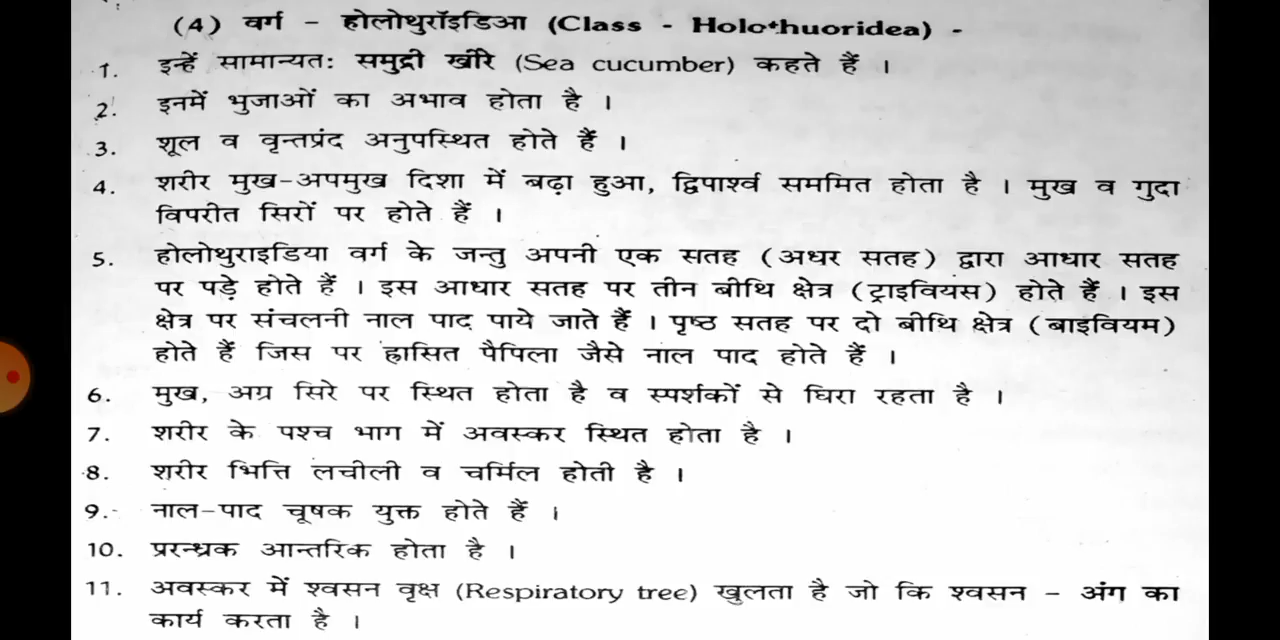 (4) वर्ग - होलोथुरॉइडिआ (Class - Holothuoridea) -
1. इन्हें सामान्यतः समुद्री खीरे (Sea cucumber) कहते हैं ।
2. इनमें भुजाओं का अभाव होता है ।
3. शूल व वृन्तप्रंद अनुपस्थित होते हैं ।
4. शरीर मुख-अपमुख दिशा में बढ़ा हुआ, द्विपार्श्व सममित होता है । मुख व गुदा
विपरीत सिरों पर होते हैं ।
5. होलोथुराइडिया वर्ग के जन्तु अपनी एक सतह (अधर सतह) द्वारा आधार सतह
पर पड़े होते हैं । इस आधार सतह पर तीन बीथि क्षेत्र (ट्राइवियस) होते हैं । इस
क्षेत्र पर संचलनी नाल पाद पाये जाते हैं । पृष्ठ सतह पर दो बीथि क्षेत्र (बाइवियम)
होते हैं जिस पर ह्रासित पैपिला जैसे नाल पाद होते हैं ।
6. मुख, अग्र सिरे पर स्थित होता है व स्पर्शकों से घिरा रहता है ।
7. शरीर के पश्च भाग में अवस्कर स्थित होता है ।
8. शरीर भित्ति लचीली व चर्मिल होती है ।
9. नाल-पाद चूषक युक्त होते हैं ।
10. प्ररन्ध्रक आन्तरिक होता है ।
11. अवस्कर में श्वसन वृक्ष (Respiratory tree) खुलता है जो कि श्वसन - अंग का
कार्य करता है ।